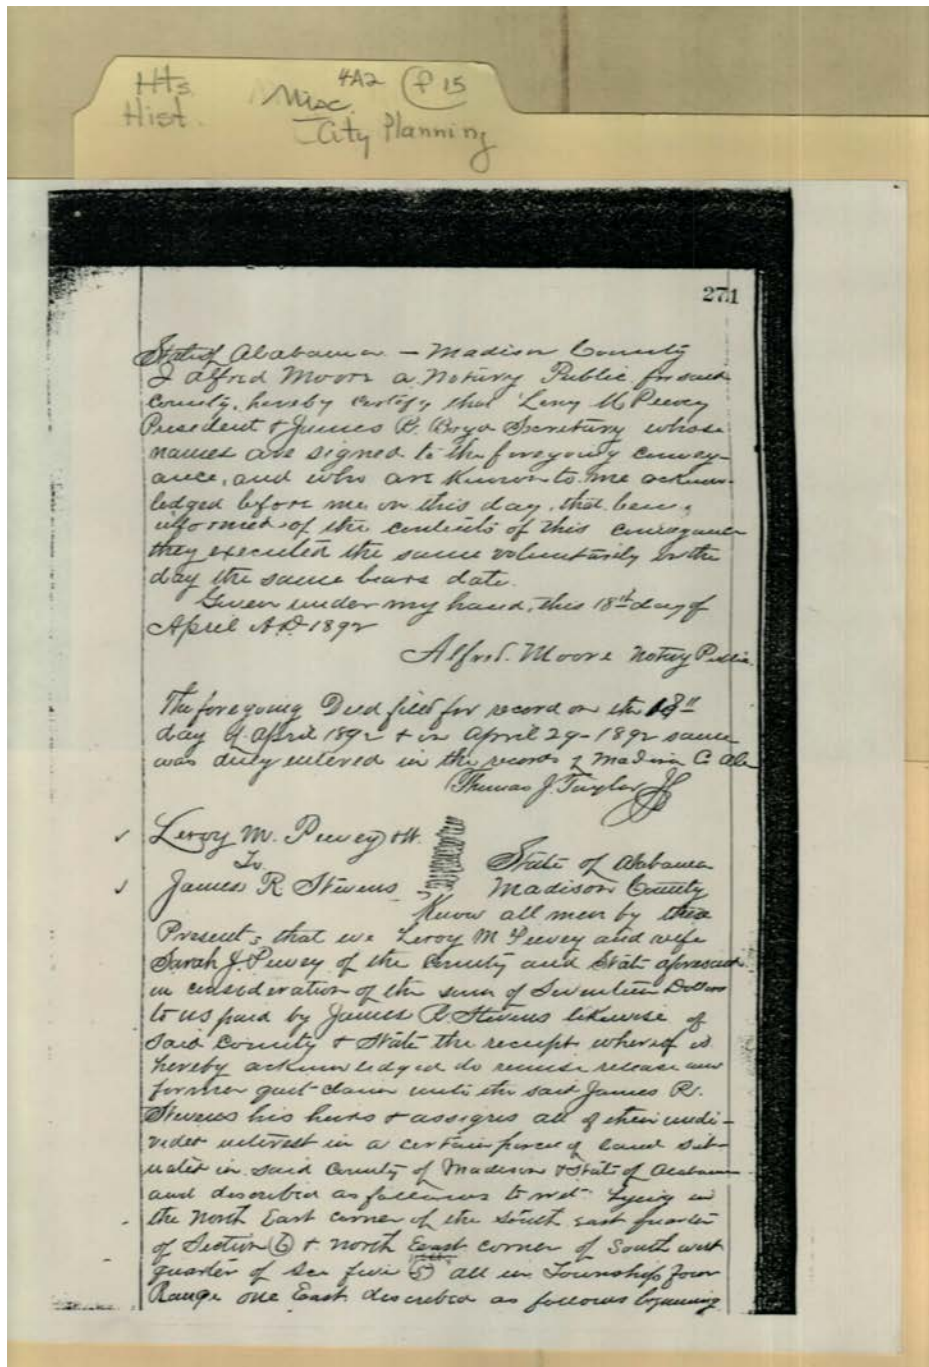 Hts.
Hist.
4A2
P 15
Misc.
City Planning
271
State of Alabama - Madison County
I Alfred Moore a Notary Public for said
County, hereby certify that Leroy M Peevey
President & James B. Boyd Secretary whose
names are signed to the foregoing convey-
ance, and who are known to me acknow-
ledged before me on this day, that being
informed of the contents of this conveyance
they executed the same voluntarily on the
day the same bears date.
Given under my hand, this 18th day of
April A.D. 1892
Alfred. Moore Notary Public
The foregoing Deed filed for record on the 18th
day of April 1892 & on April 29-1892 same
was duly entered in the records of Madison Co Ala
Thomas J. Taylor JP
Leroy M. Peevey & W.
To
James R Stevens
State of Alabama
Madison County
Know all men by these
Presents that we Leroy M Peevey and wife
Sarah J. Peevey of the County and State aforesaid
in consideration of the sum of Seventeen Dollars
to us paid by James R Stevens likewise of
said County & State the receipt whereof is
hereby acknowledged do remise release and
forever quit-claim unto the said James R.
Stevens his heirs & assigns all of their undi-
vided interest in a certain parcel of land sit-
uated in said County of Madison & State of Alabama
and described as follows to wit- Lying in
the North East corner of the South east quarter
of Section 6 & north East corner of South west
quarter of Sec five 5 all in Township four
Range one East described as follows beginning